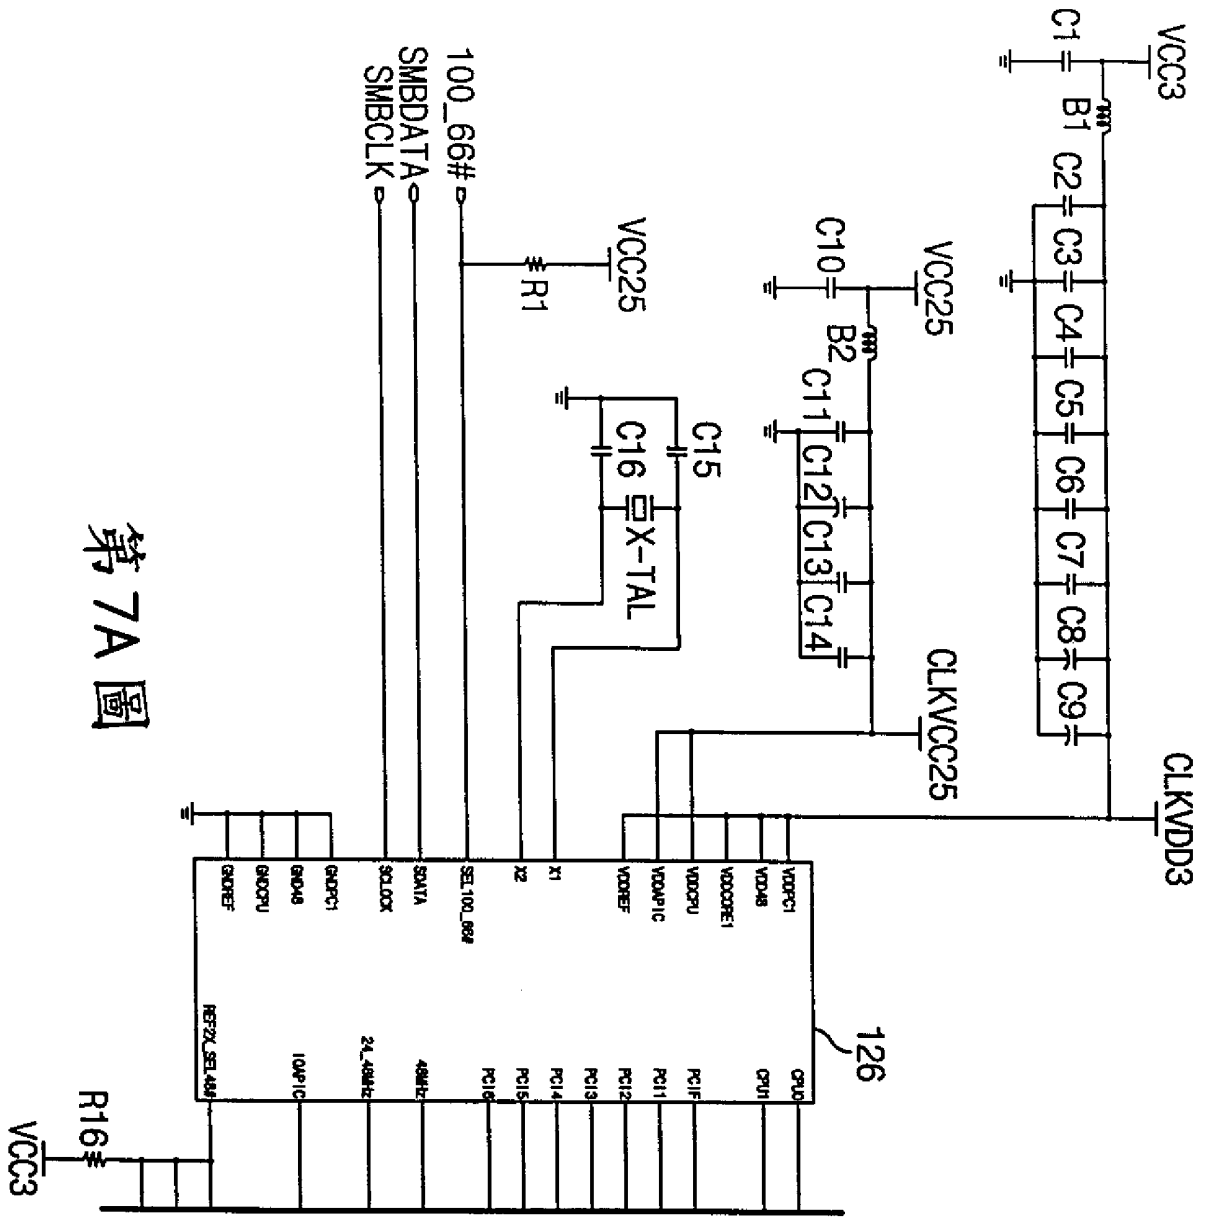 VCC3
C1
B1
C2
C3
C4
C5
C6
C7
C8
C9
CLKVDD3
VCC25
C10
B2
C11
C12
C13
C14
CLKVCC25
VCC25
R1
C15
C16
X-TAL
100_66#
SMBDATA
SMBCLK
VDDPC1
VDD48
VDDCORE1
VDDCPU
VDDAPIC
VDDREF
X1
X2
SEL100_66#
SDATA
SCLOCK
GNDPC1
GND48
GNDCPU
GNDREF
126
CPU0
CPU1
PCIF
PCI1
PCI2
PCI3
PCI4
PCI5
PCI6
48MHz
24_48MHz
IOAPIC
REF2X_SEL48#
R16
VCC3
第7A圖